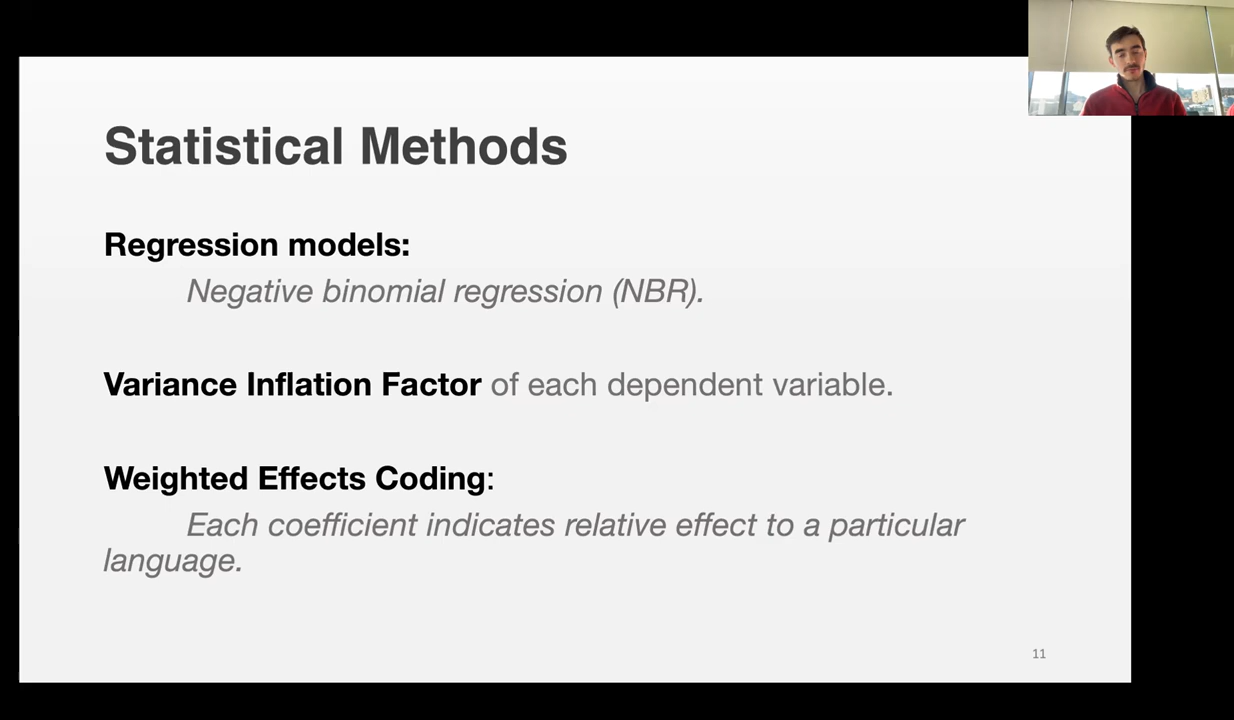 Statistical Methods
Regression models:
Negative binomial regression (NBR).
Variance Inflation Factor of each dependent variable.
Weighted Effects Coding:
Each coefficient indicates relative effect to a particular
language.
11